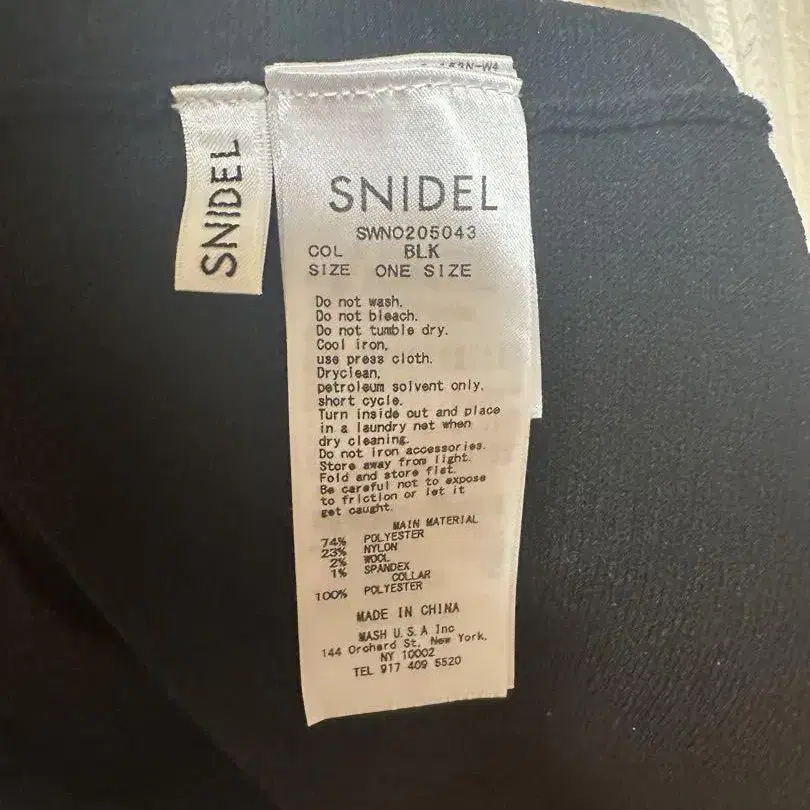 SNIDEL
SNIDEL
SWNO205043
COL BLK
SIZE ONE SIZE
Do not wash.
Do not bleach.
Do not tumble dry.
Cool iron,
use press cloth.
Dryclean,
petroleum solvent only,
short cycle.
Turn inside out and place
in a laundry net when
dry cleaning.
Do not iron accessories.
Store away from light.
Fold and store flat.
Be careful not to expose
to friction or let it
get caught.
MAIN MATERIAL
74% POLYESTER
23% NYLON
2% WOOL
1% SPANDEX
COLLAR
100% POLYESTER
MADE IN CHINA
MASH U.S.A Inc
144 Orchard St, New York,
NY 10002
TEL 917 409 5520